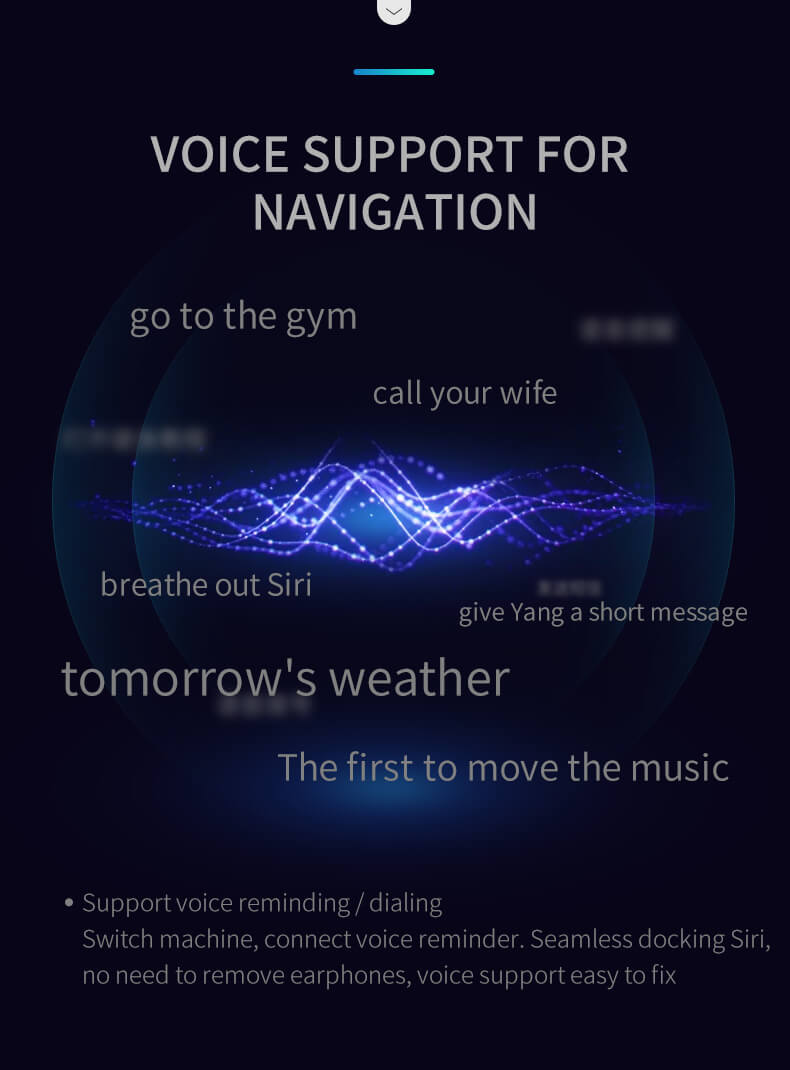 VOICE SUPPORT FOR
NAVIGATION
go to the gym
call your wife
breathe out Siri
give Yang a short message
tomorrow's weather
The first to move the music
• Support voice reminding / dialing
Switch machine, connect voice reminder. Seamless docking Siri,
no need to remove earphones, voice support easy to fix